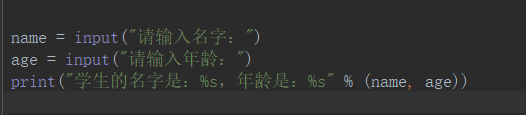 name = input("请输入名字：")
age = input("请输入年龄：")
print("学生的名字是：%s，年龄是：%s" % (name, age))